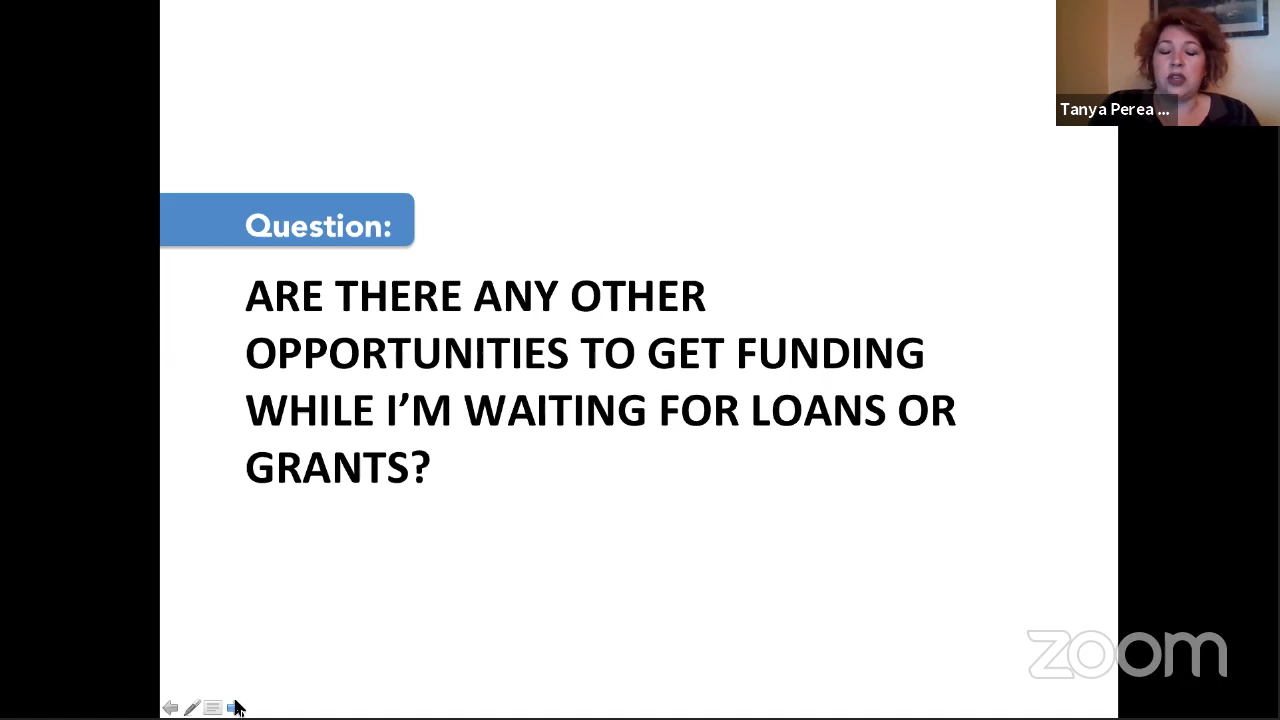 Tanya Perea ...
Question:
ARE THERE ANY OTHER
OPPORTUNITIES TO GET FUNDING
WHILE I’M WAITING FOR LOANS OR
GRANTS?
zoom